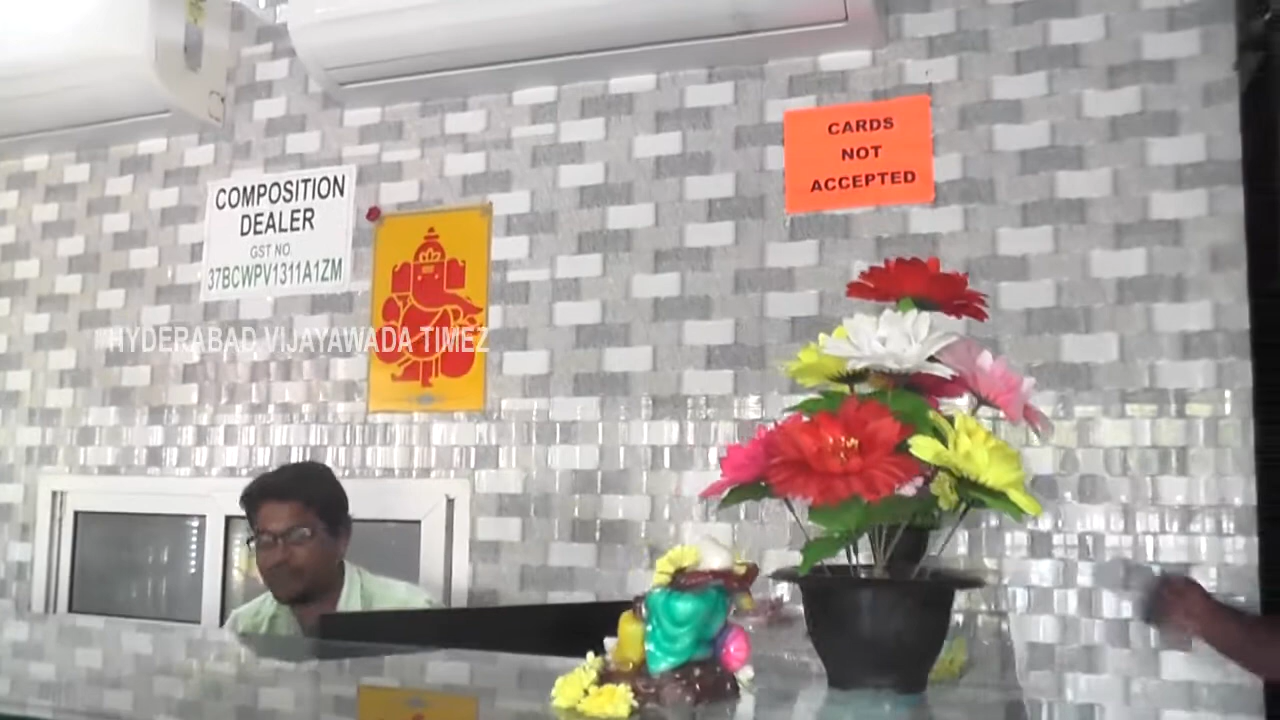 CARDS
NOT
ACCEPTED
COMPOSITION
DEALER
GST NO.
37BCWPV1311A1ZM
HYDERABAD VIJAYAWADA TIMEZ